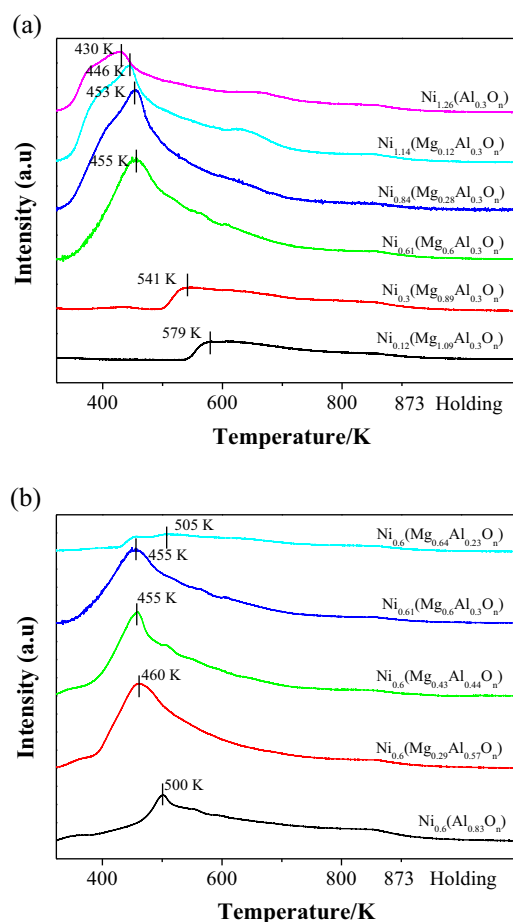 (a)
430 K
446 K
453 K
455 K
541 K
579 K
Ni1.26(Al0.3On)
Ni1.14(Mg0.12Al0.3On)
Ni0.84(Mg0.28Al0.3On)
Ni0.61(Mg0.6Al0.3On)
Ni0.3(Mg0.89Al0.3On)
Ni0.12(Mg1.09Al0.3On)
Intensity (a.u)
400 600 800 873 Holding
Temperature/K
(b)
505 K
455 K
455 K
460 K
500 K
Ni0.6(Mg0.64Al0.23On)
Ni0.61(Mg0.6Al0.3On)
Ni0.6(Mg0.43Al0.44On)
Ni0.6(Mg0.29Al0.57On)
Ni0.6(Al0.83On)
Intensity (a.u)
400 600 800 873 Holding
Temperature/K